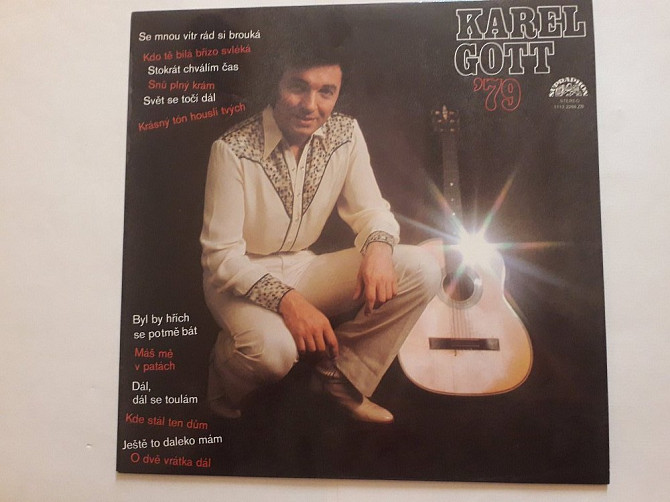 Se mnou vítr rád si brouká
Kdo tě bílá břízo svléká
Stokrát chválím čas
Snů plný krám
Svět se točí dál
Krásný tón houslí tvých
KAREL
GOTT
'79
SUPRAPHON
Byl by hřích
se potmě bát
Máš mě
v patách
Dál,
dál se toulám
Kde stál ten dům
Ještě to daleko mám
O dvě vrátka dál